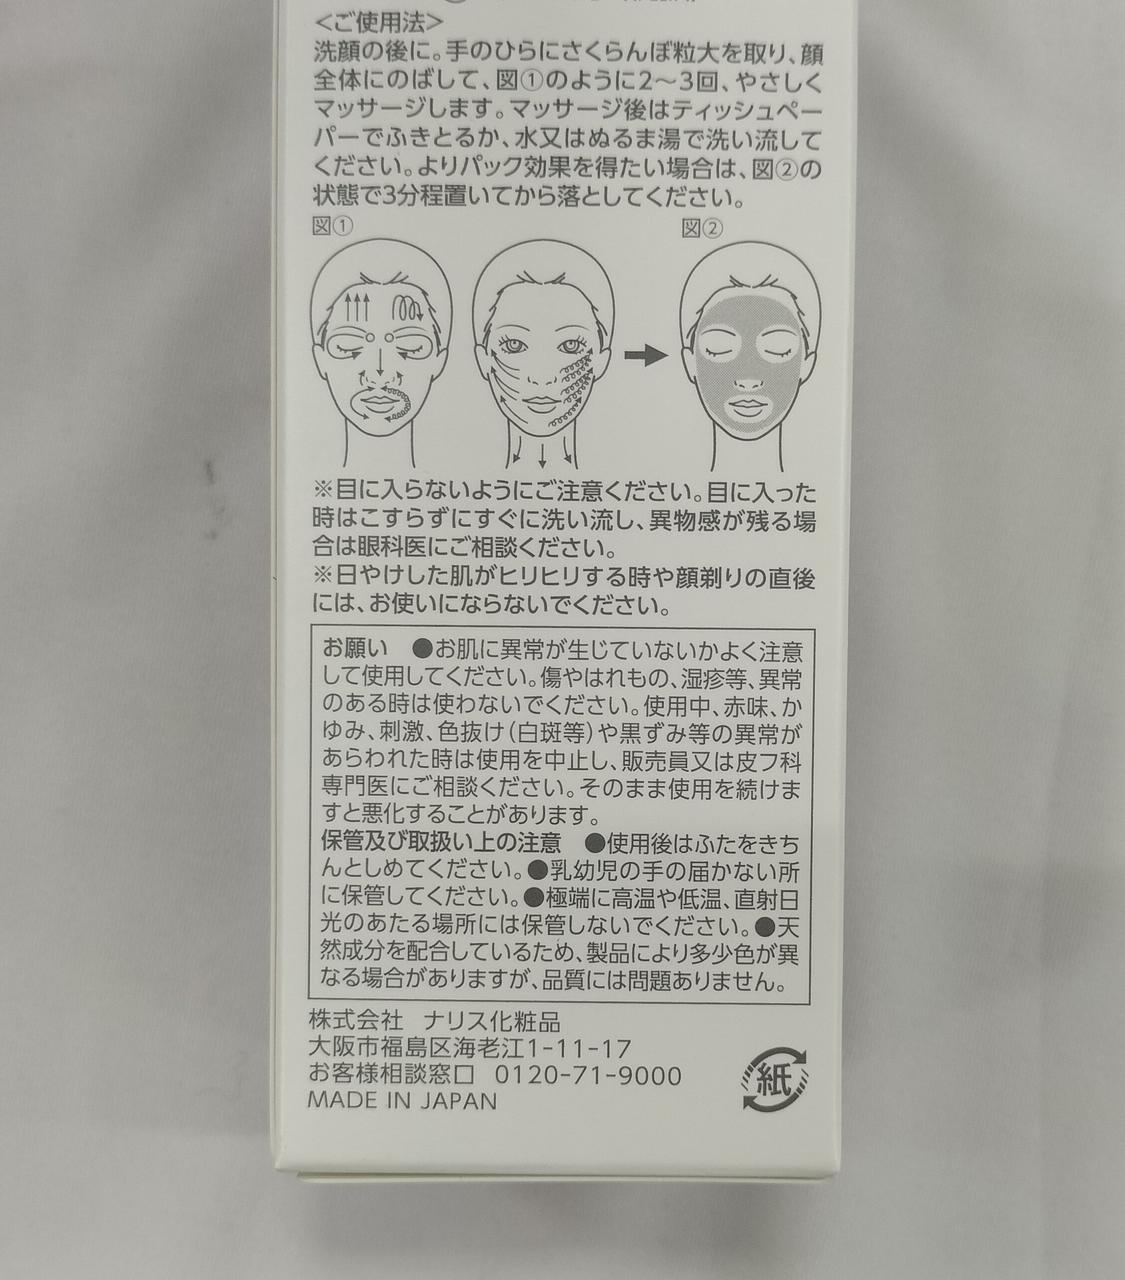 ＜ご使用法＞
洗顔の後に。手のひらにさくらんぼ粒大を取り、顔
全体にのばして、図①のように2〜3回、やさしく
マッサージします。マッサージ後はティッシュペー
パーでふきとるか、水又はぬるま湯で洗い流して
ください。よりパック効果を得たい場合は、図②の
状態で3分程置いてから落としてください。
図① 図②
※目に入らないようにご注意ください。目に入った
時はこすらずにすぐに洗い流し、異物感が残る場
合は眼科医にご相談ください。
※日やけした肌がヒリヒリする時や顔剃りの直後
には、お使いにならないでください。
お願い ●お肌に異常が生じていないかよく注意
して使用してください。傷やはれもの、湿疹等、異常
のある時は使わないでください。使用中、赤味、か
ゆみ、刺激、色抜け（白斑等）や黒ずみ等の異常が
あらわれた時は使用を中止し、販売員又は皮フ科
専門医にご相談ください。そのまま使用を続けま
すと悪化することがあります。
保管及び取扱い上の注意 ●使用後はふたをきち
んとしめてください。●乳幼児の手の届かない所
に保管してください。●極端に高温や低温、直射日
光のあたる場所には保管しないでください。●天
然成分を配合しているため、製品により多少色が異
なる場合がありますが、品質には問題ありません。
株式会社 ナリス化粧品
大阪市福島区海老江1-11-17
お客様相談窓口 0120-71-9000
MADE IN JAPAN
紙